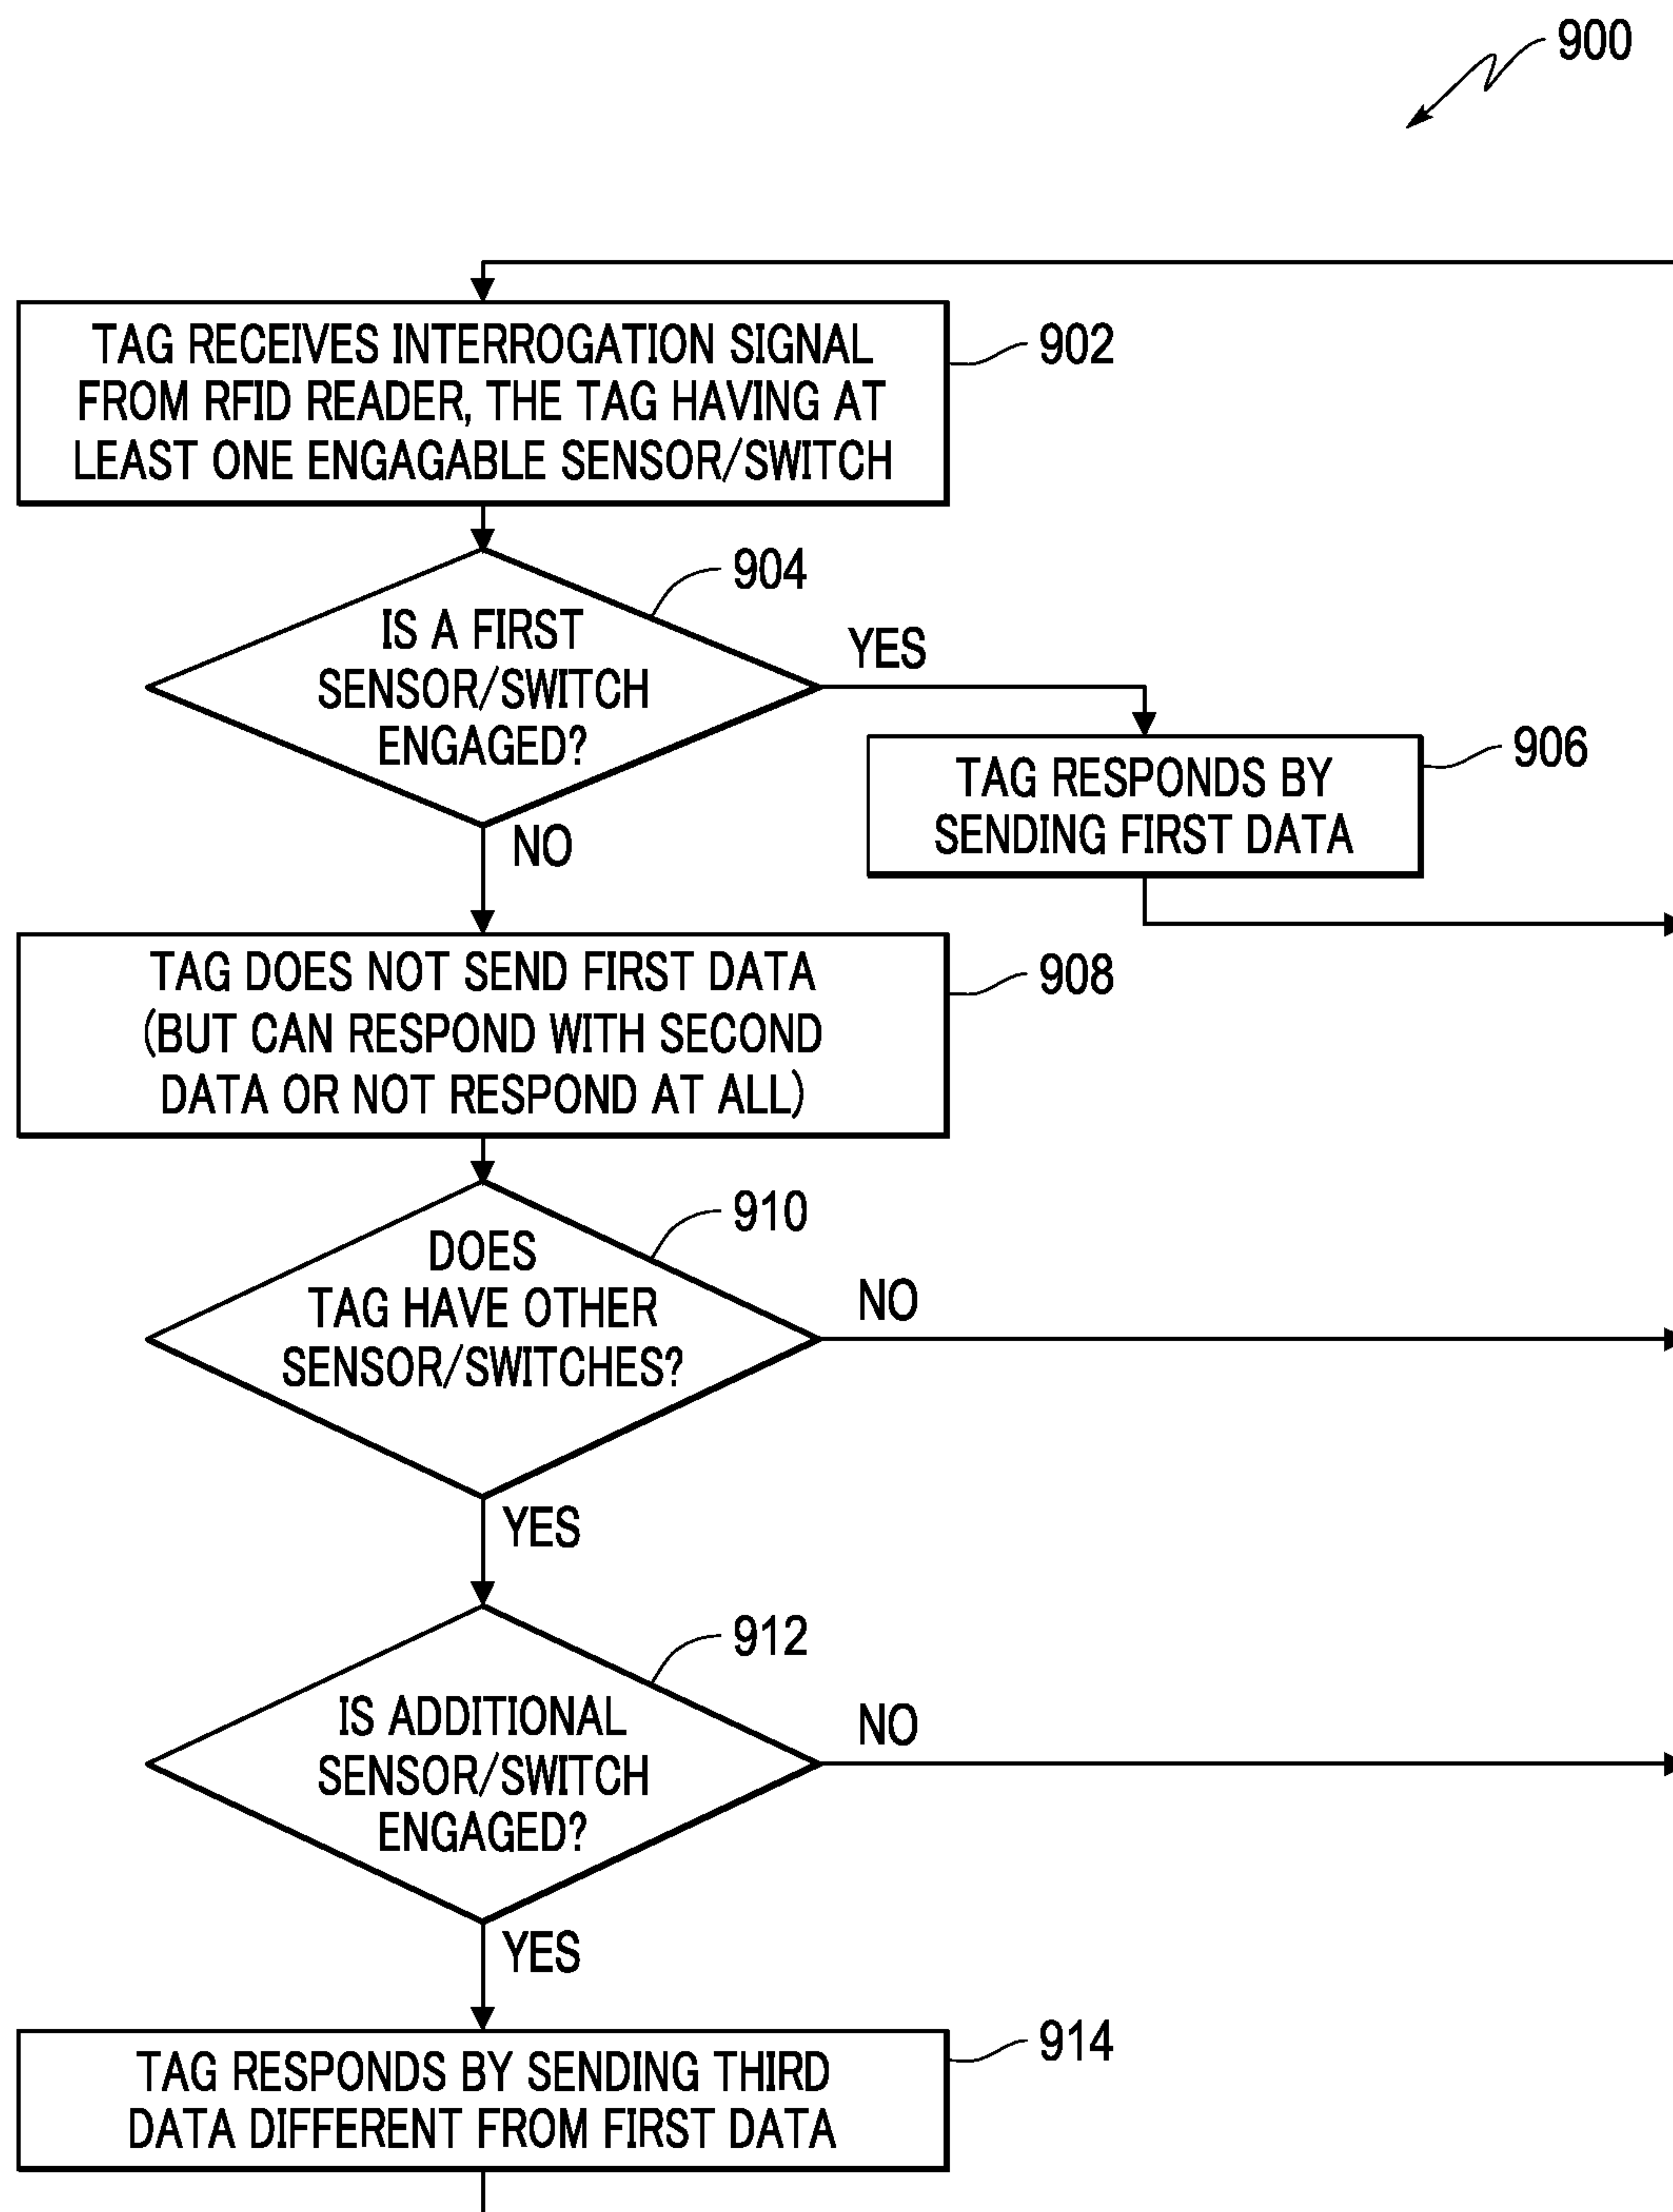 900
TAG RECEIVES INTERROGATION SIGNAL
FROM RFID READER, THE TAG HAVING AT
LEAST ONE ENGAGABLE SENSOR/SWITCH
902
904
IS A FIRST
SENSOR/SWITCH
ENGAGED?
YES
906
TAG RESPONDS BY
SENDING FIRST DATA
NO
TAG DOES NOT SEND FIRST DATA
(BUT CAN RESPOND WITH SECOND
DATA OR NOT RESPOND AT ALL)
908
910
DOES
TAG HAVE OTHER
SENSOR/SWITCHES?
NO
YES
912
IS ADDITIONAL
SENSOR/SWITCH
ENGAGED?
NO
YES
914
TAG RESPONDS BY SENDING THIRD
DATA DIFFERENT FROM FIRST DATA